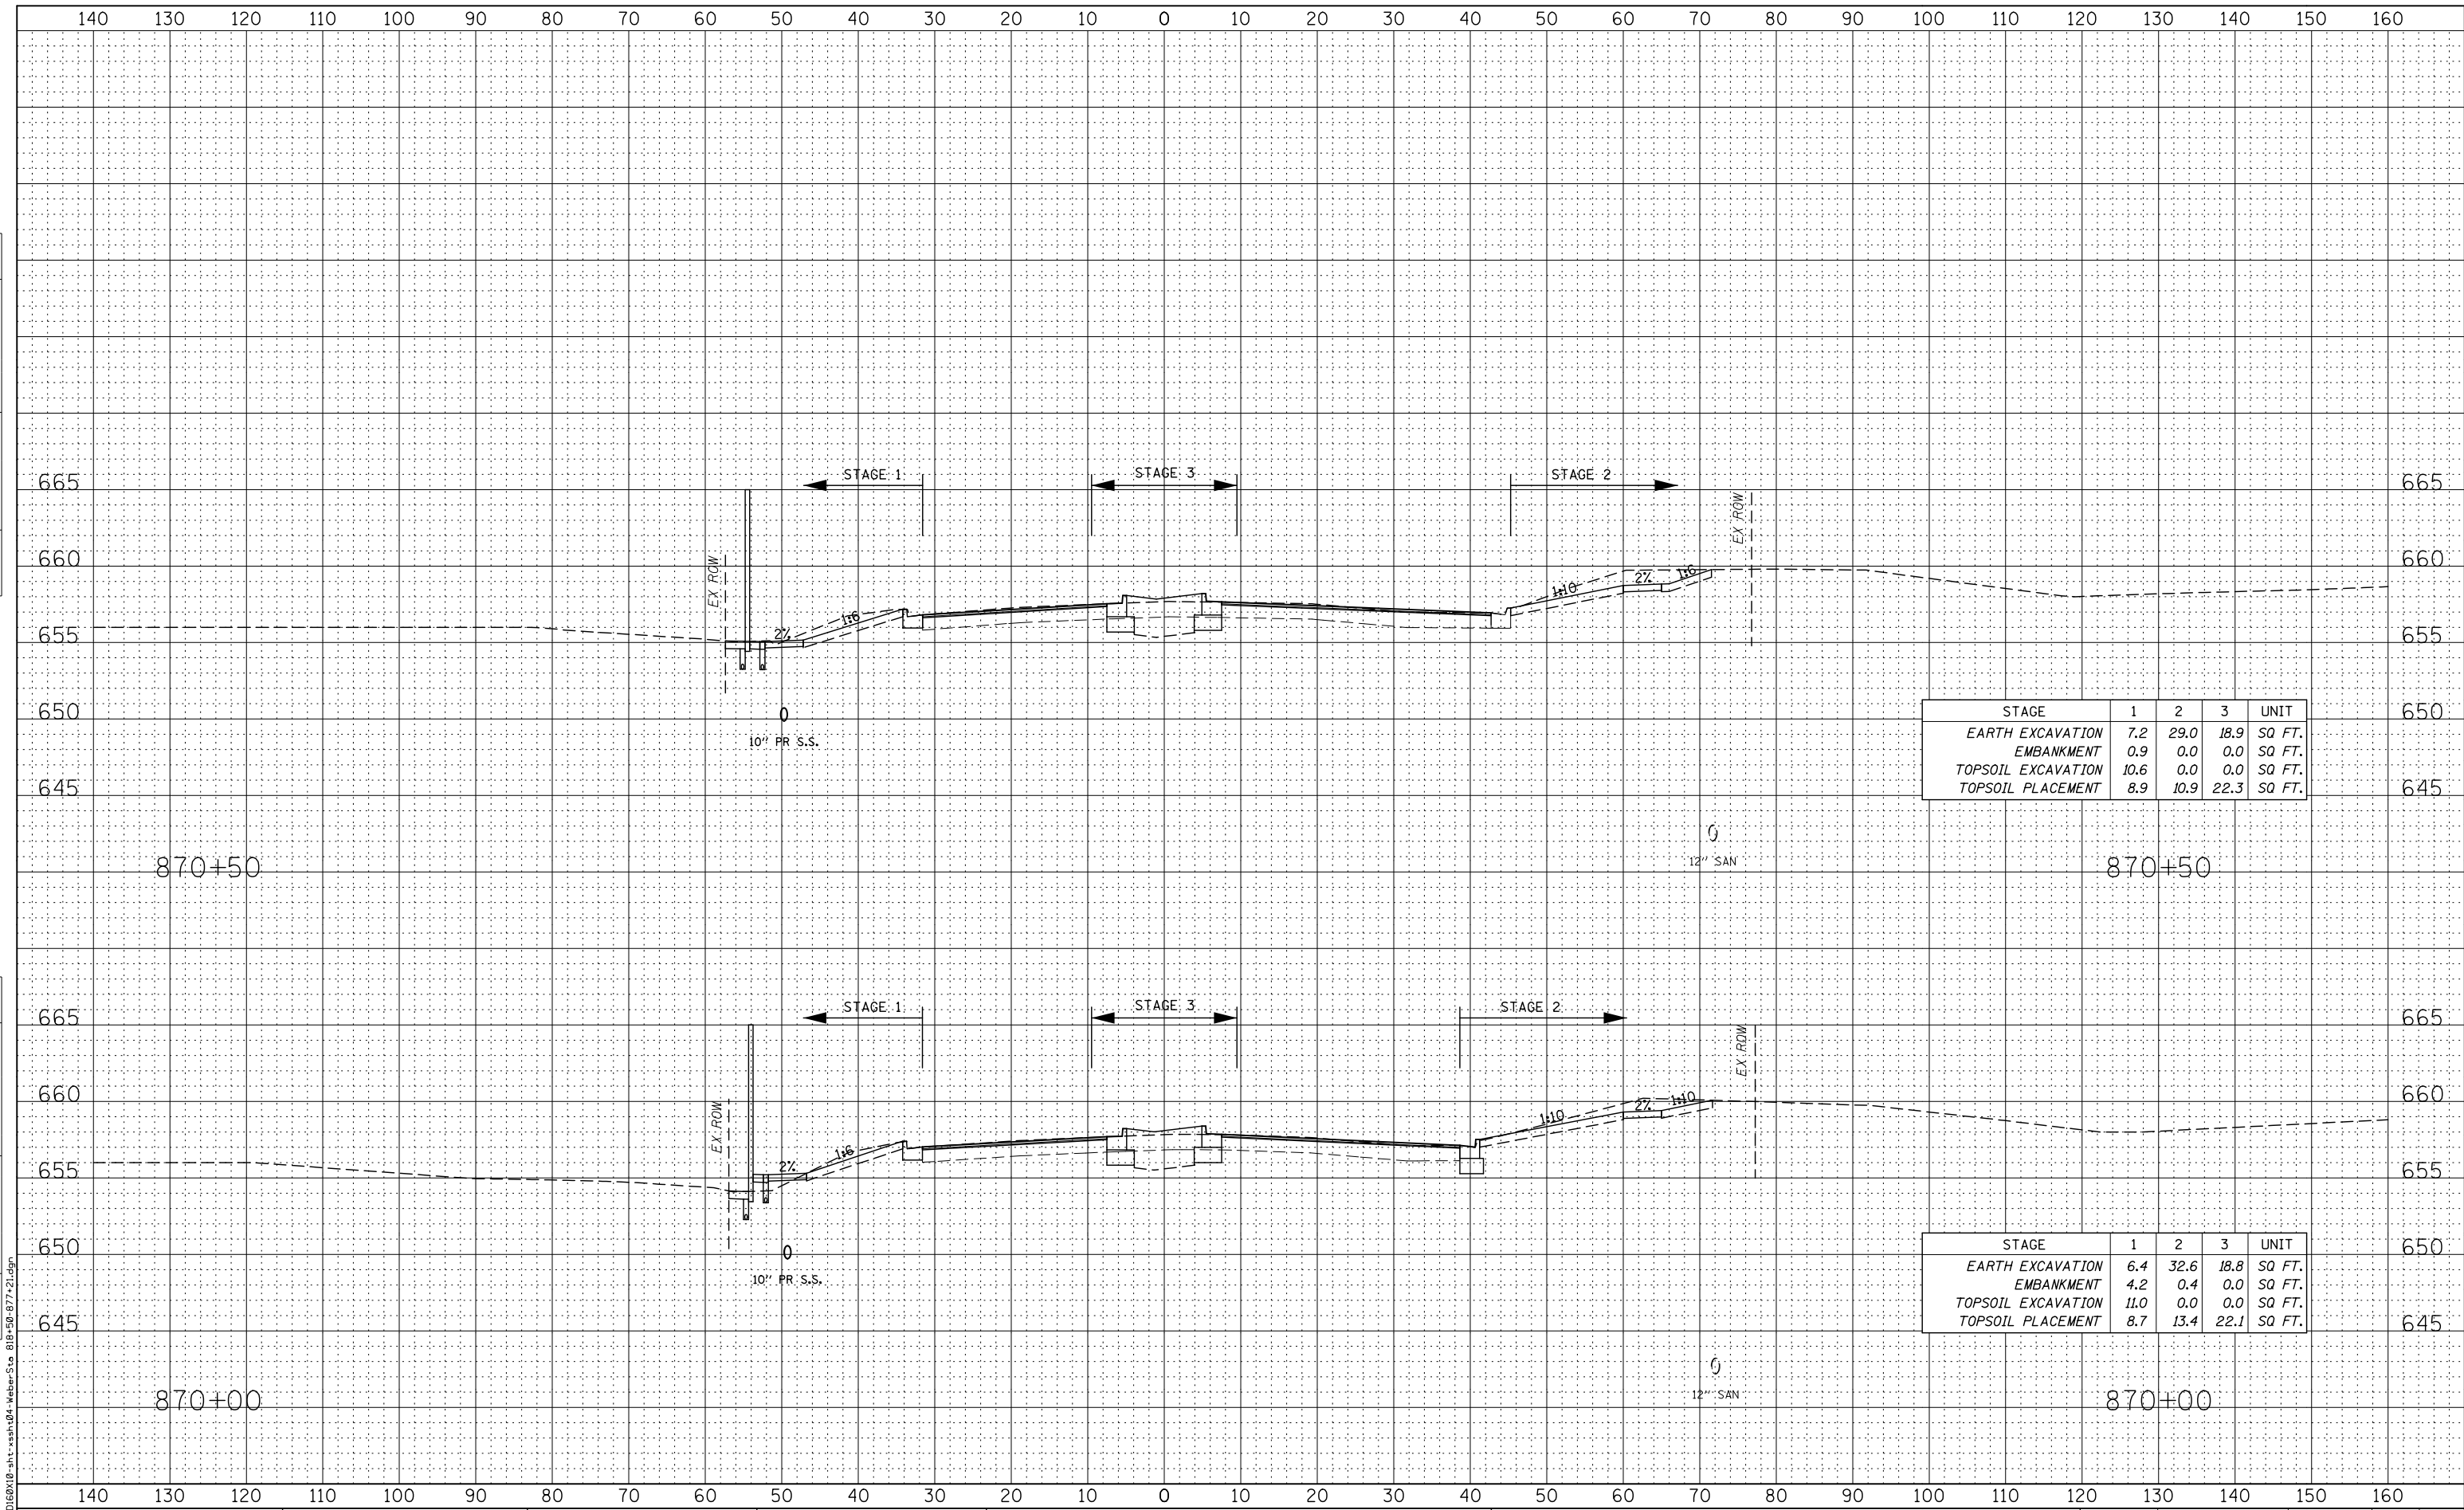 140 130 120 110 100 90 80 70 60 50 40 30 20 10 0 10 20 30 40 50 60 70 80 90 100 110 120 130 140 150 160
STAGE 1 STAGE 3 STAGE 2
665 665
EX ROW EX ROW
660 660
1:10 2% 1:6
2% 1:6
655 655
650 650
10" PR S.S.
STAGE 1 2 3 UNIT
EARTH EXCAVATION 7.2 29.0 18.9 SQ FT.
EMBANKMENT 0.9 0.0 0.0 SQ FT.
TOPSOIL EXCAVATION 10.6 0.0 0.0 SQ FT.
TOPSOIL PLACEMENT 8.9 10.9 22.3 SQ FT.
645 645
12" SAN
870+50 870+50
STAGE 1 STAGE 3 STAGE 2
665 665
EX ROW EX ROW
660 660
1:10 2% 1:10
2% 1:6
655 655
650 650
10" PR S.S.
STAGE 1 2 3 UNIT
EARTH EXCAVATION 6.4 32.6 18.8 SQ FT.
EMBANKMENT 4.2 0.4 0.0 SQ FT.
TOPSOIL EXCAVATION 11.0 0.0 0.0 SQ FT.
TOPSOIL PLACEMENT 8.7 13.4 22.1 SQ FT.
645 645
12" SAN
870+00 870+00
D160X10-sht-xssht04-WeberSta 818+50-877+21.dgn
140 130 120 110 100 90 80 70 60 50 40 30 20 10 0 10 20 30 40 50 60 70 80 90 100 110 120 130 140 150 160